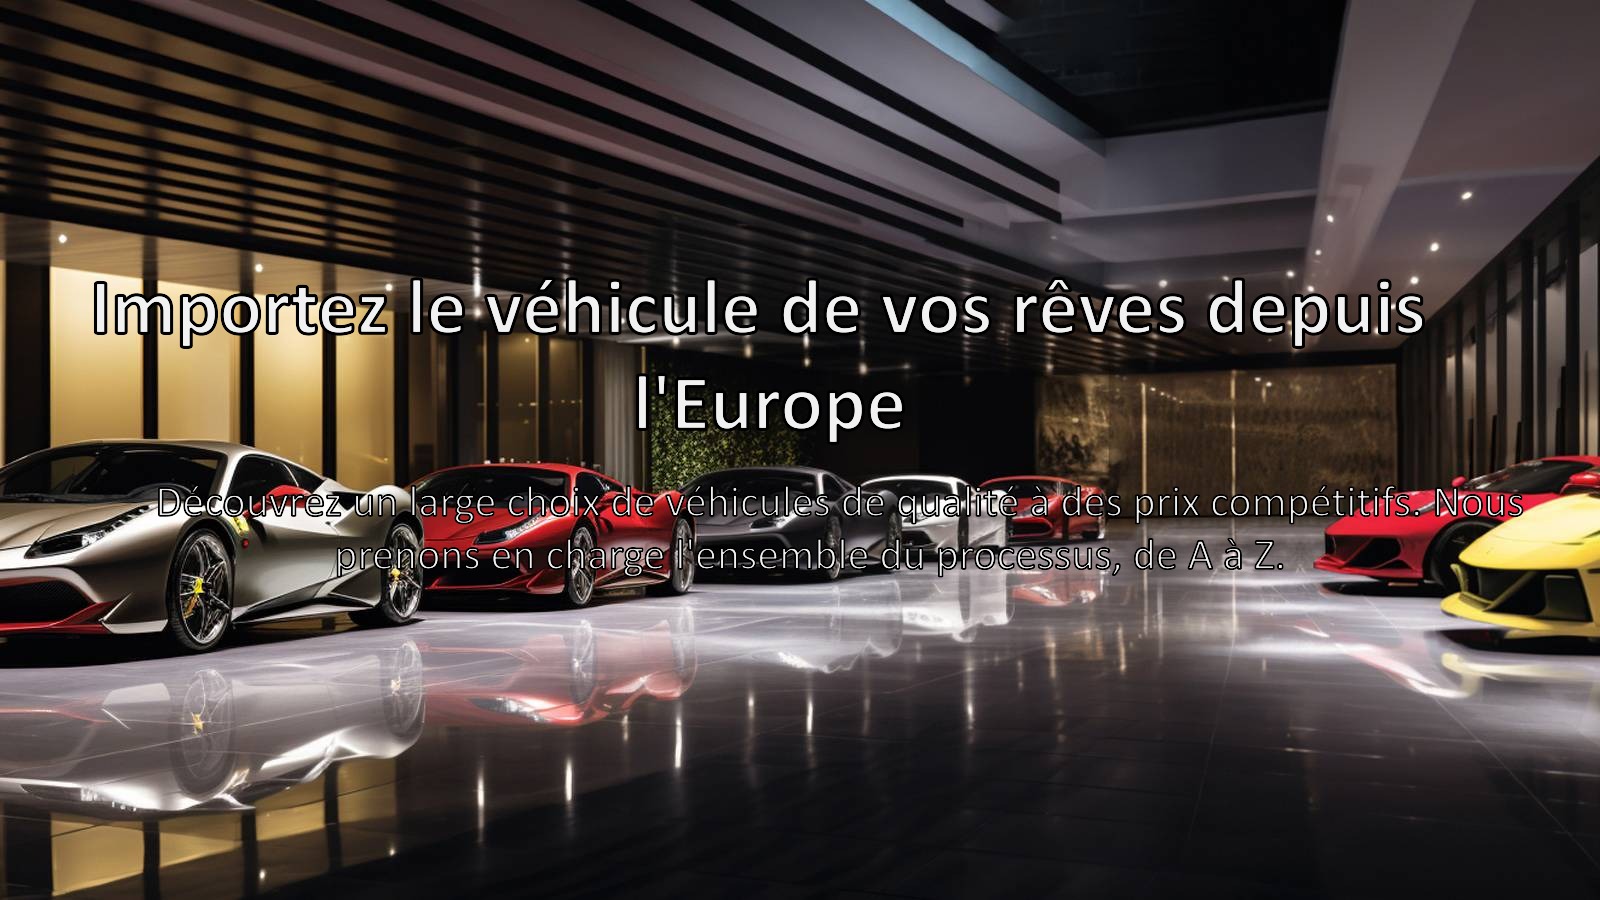 Importez le véhicule de vos rêves depuis
l'Europe
Découvrez un large choix de véhicules de qualité à des prix compétitifs. Nous
prenons en charge l'ensemble du processus, de A à Z.